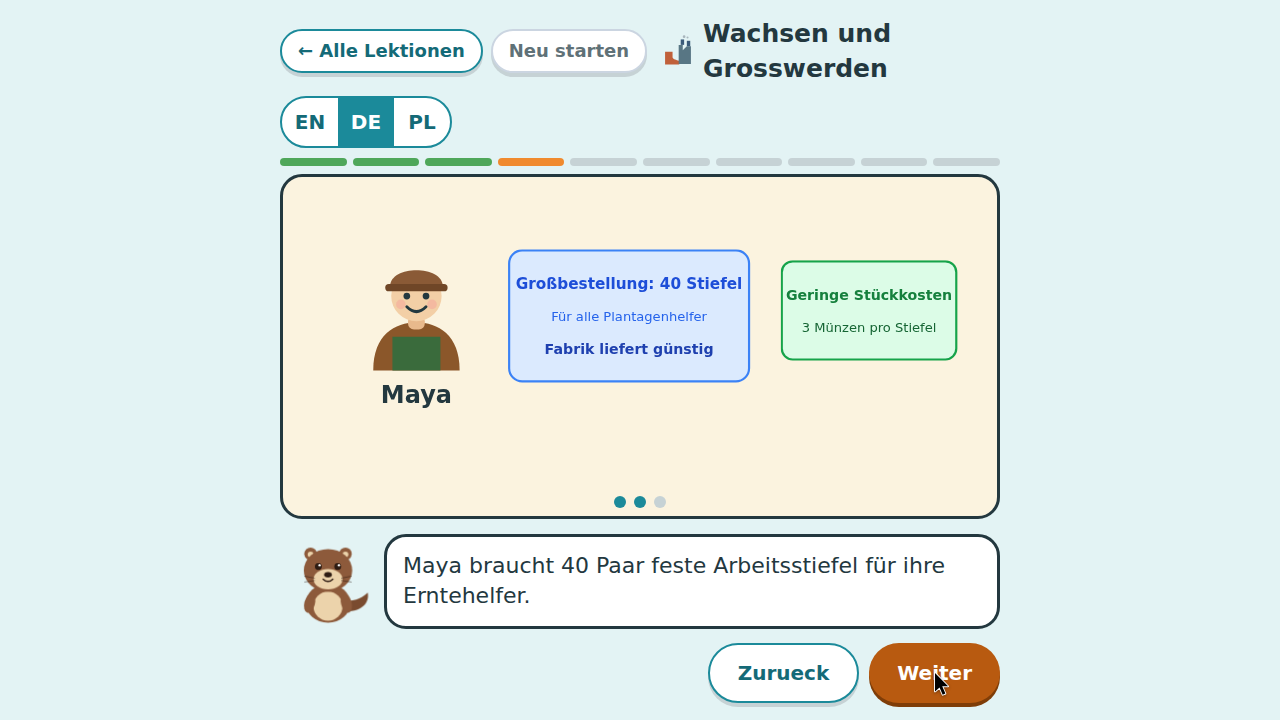 ← Alle Lektionen
Neu starten
Wachsen und
Grosswerden
EN
DE
PL
Großbestellung: 40 Stiefel
Für alle Plantagenhelfer
Fabrik liefert günstig
Geringe Stückkosten
3 Münzen pro Stiefel
Maya
Maya braucht 40 Paar feste Arbeitsstiefel für ihre
Erntehelfer.
Zurueck
Weiter